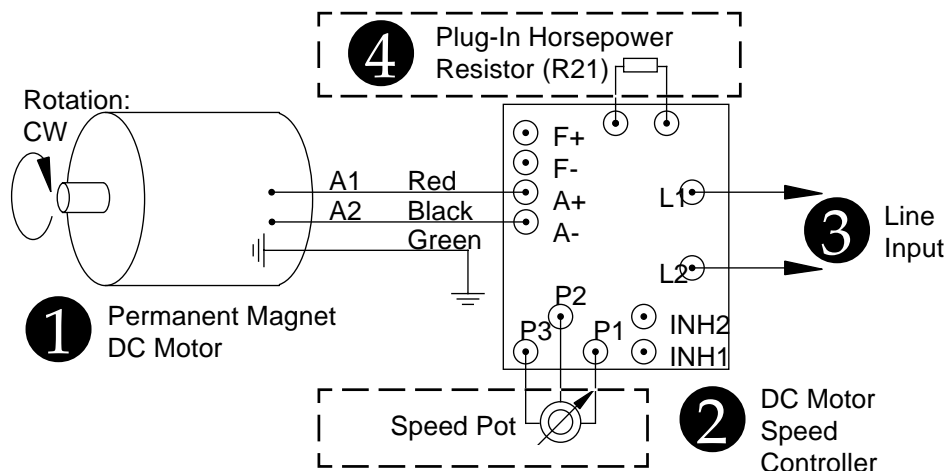 4
Plug-In Horsepower
Resistor (R21)
Rotation:
CW
F+
F-
A1 Red
A+
L1
A2 Black
A-
Green
3
Line
Input
L2
1
Permanent Magnet
DC Motor
P2
P3
P1
INH2
INH1
Speed Pot
2
DC Motor
Speed
Controller